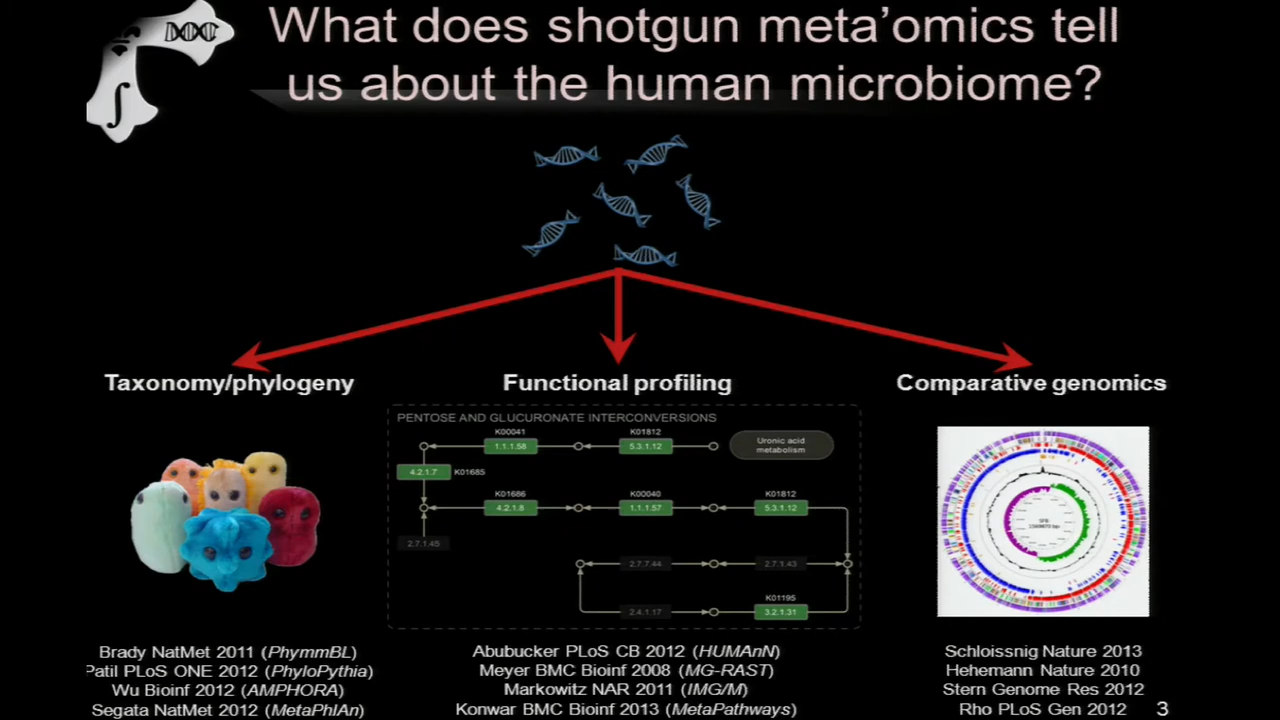 What does shotgun meta’omics tell
us about the human microbiome?
Taxonomy/phylogeny
Functional profiling
Comparative genomics
PENTOSE AND GLUCURONATE INTERCONVERSIONS
K00041
K01812
1.1.1.58
5.3.1.12
Uronic acid
metabolism
4.2.1.7
K01685
K01686
K00040
K01812
4.2.1.8
1.1.1.57
5.3.1.12
2.7.1.45
2.7.7.44
2.7.1.43
K01195
2.4.1.17
3.2.1.31
Brady NatMet 2011 (PhymmBL)
Patil PLoS ONE 2012 (PhyloPythia)
Wu Bioinf 2012 (AMPHORA)
Segata NatMet 2012 (MetaPhlAn)
Abubucker PLoS CB 2012 (HUMAnN)
Meyer BMC Bioinf 2008 (MG-RAST)
Markowitz NAR 2011 (IMG/M)
Konwar BMC Bioinf 2013 (MetaPathways)
Schloissnig Nature 2013
Hehemann Nature 2010
Stern Genome Res 2012
Rho PLoS Gen 2012
3